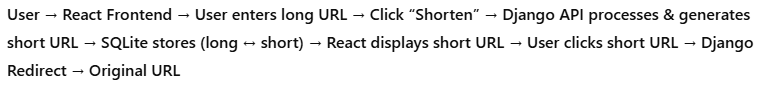 User → React Frontend → User enters long URL → Click “Shorten” → Django API processes & generates
short URL → SQLite stores (long ↔ short) → React displays short URL → User clicks short URL → Django
Redirect → Original URL